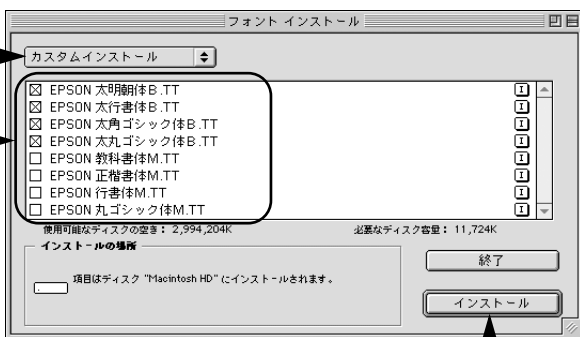 フォント インストール
カスタムインストール
EPSON 太明朝体B.TT
EPSON 太行書体B.TT
EPSON 太角ゴシック体B.TT
EPSON 太丸ゴシック体B.TT
EPSON 教科書体M.TT
EPSON 正楷書体M.TT
EPSON 行書体M.TT
EPSON 丸ゴシック体M.TT
使用可能なディスクの空き： 2,994,204K 必要なディスク容量： 11,724K
インストールの場所
項目はディスク "Macintosh HD" にインストールされます。
終了
インストール